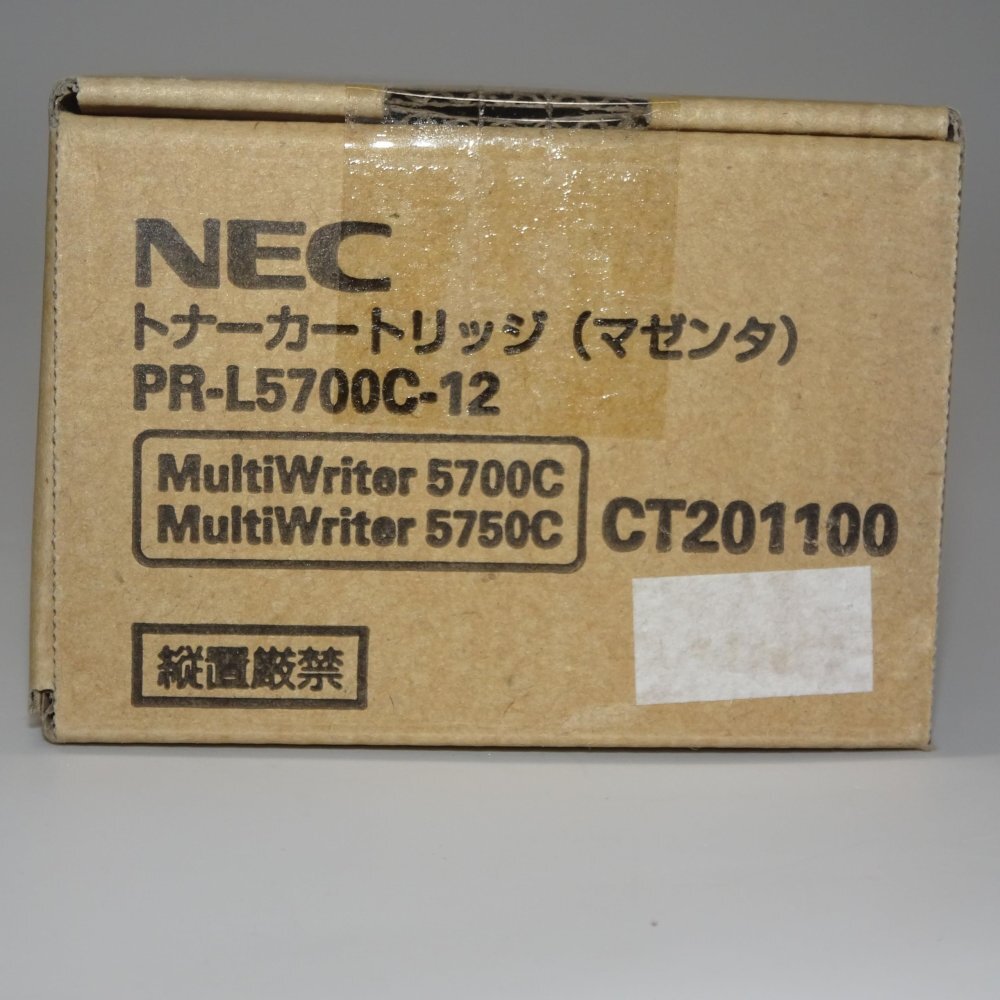 NEC
トナーカートリッジ（マゼンタ）
PR-L5700C-12
MultiWriter 5700C
MultiWriter 5750C
CT201100
縦置厳禁